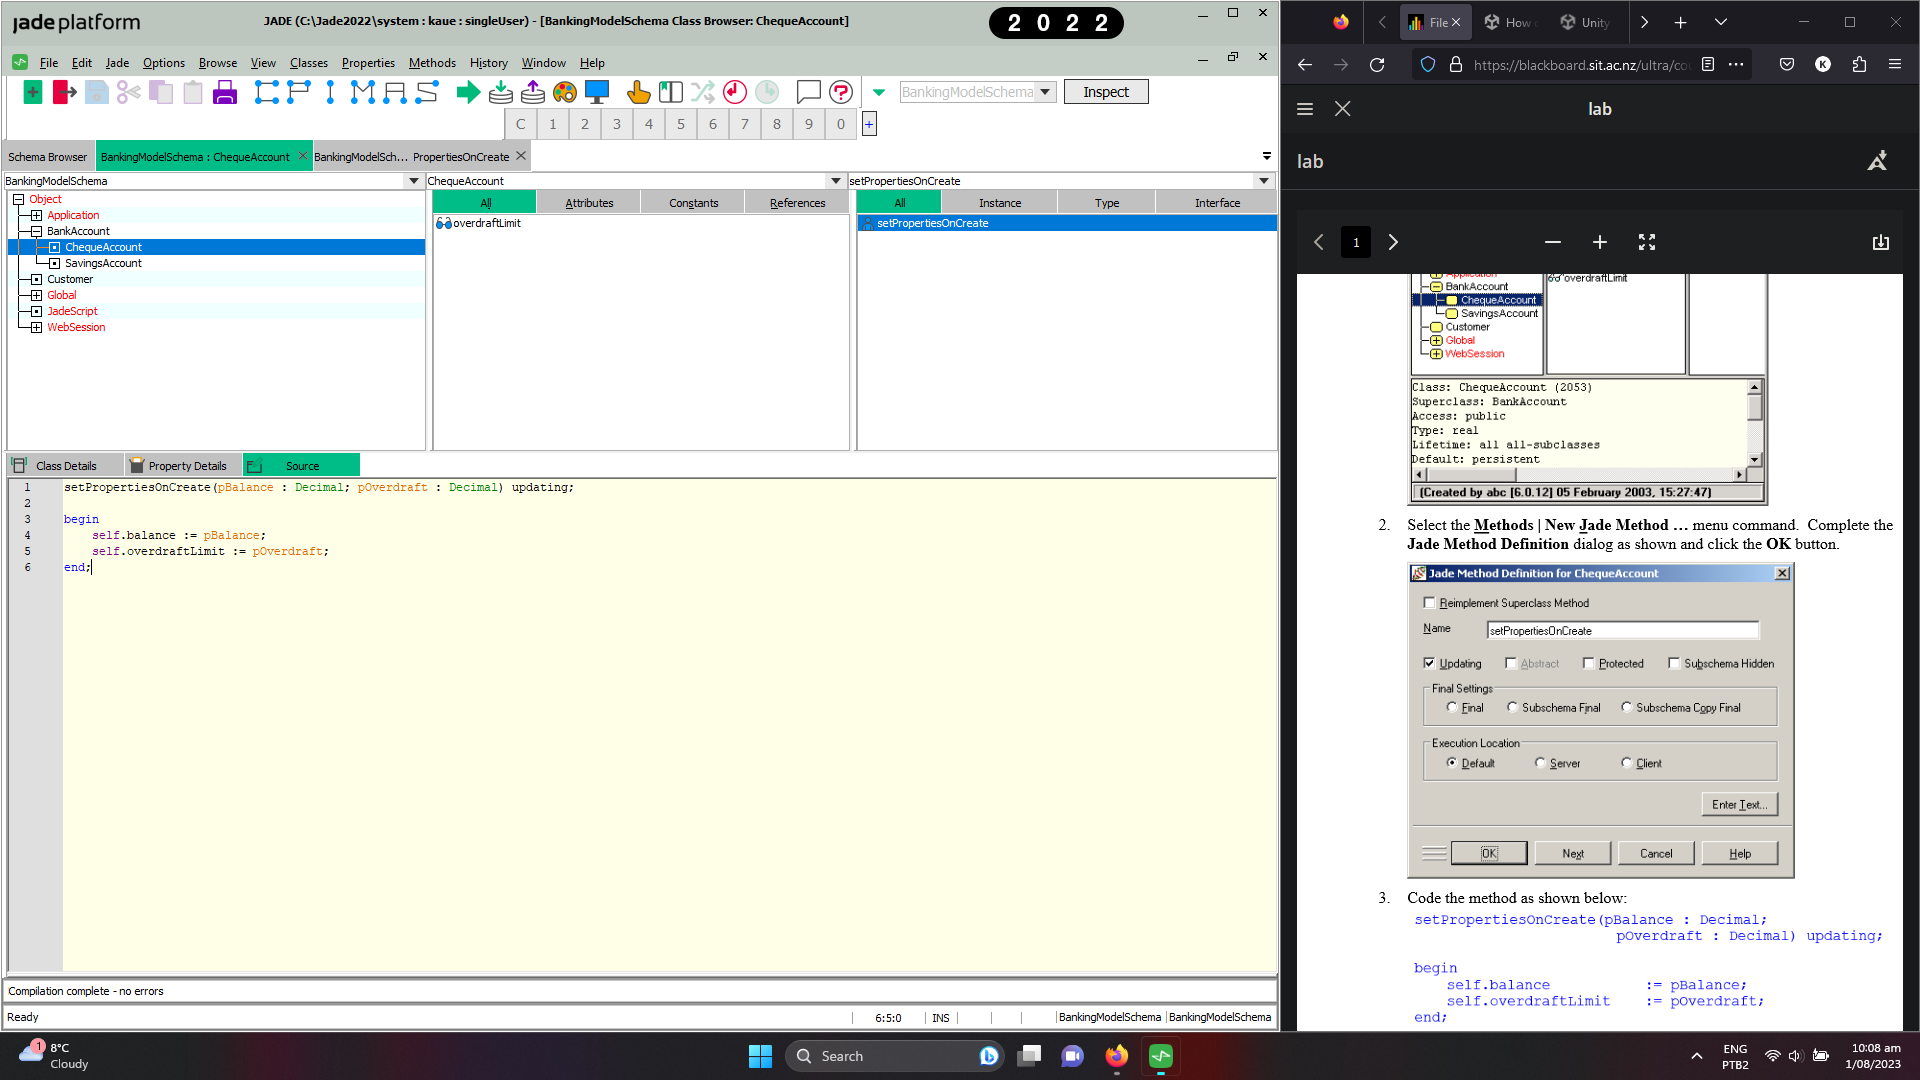 jadeplatform
JADE (C:\Jade2022\system : kaue : singleUser) - [BankingModelSchema Class Browser: ChequeAccount]
2022
File Edit Jade Options Browse View Classes Properties Methods History Window Help
BankingModelSchema
Inspect
C 1 2 3 4 5 6 7 8 9 0 +
Schema Browser
BankingModelSchema : ChequeAccount
BankingModelSch... PropertiesOnCreate
BankingModelSchema
ChequeAccount
setPropertiesOnCreate
Object
Application
BankAccount
ChequeAccount
SavingsAccount
Customer
Global
JadeScript
WebSession
All Attributes Constants References
overdraftLimit
All Instance Type Interface
setPropertiesOnCreate
Class Details Property Details Source
1 setPropertiesOnCreate(pBalance : Decimal; pOverdraft : Decimal) updating;
2
3 begin
4 self.balance := pBalance;
5 self.overdraftLimit := pOverdraft;
6 end;
Compilation complete - no errors
Ready
6:5:0
INS
BankingModelSchema BankingModelSchema
File
How
Unity
https://blackboard.sit.ac.nz/ultra/co
K
lab
lab
1
Application
BankAccount
ChequeAccount
SavingsAccount
Customer
Global
WebSession
overdraftLimit
Class: ChequeAccount (2053)
Superclass: BankAccount
Access: public
Type: real
Lifetime: all all-subclasses
Default: persistent
(Created by abc [6.0.12] 05 February 2003, 15:27:47)
2. Select the Methods | New Jade Method … menu command. Complete the
Jade Method Definition dialog as shown and click the OK button.
Jade Method Definition for ChequeAccount
Reimplement Superclass Method
Name setPropertiesOnCreate
Updating Abstract Protected Subschema Hidden
Final Settings
Final Subschema Final Subschema Copy Final
Execution Location
Default Server Client
Enter Text...
OK Next Cancel Help
3. Code the method as shown below:
setPropertiesOnCreate(pBalance : Decimal;
pOverdraft : Decimal) updating;
begin
self.balance := pBalance;
self.overdraftLimit := pOverdraft;
end;
1
8°C
Cloudy
Search
ENG
PTB2
10:08 am
1/08/2023